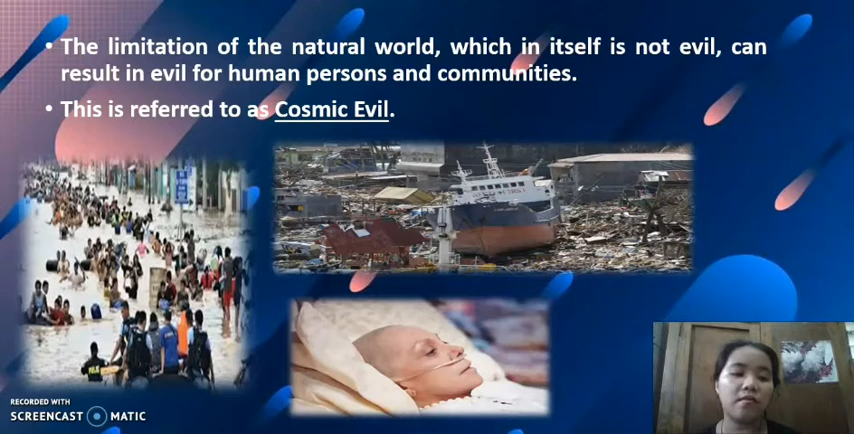 • The limitation of the natural world, which in itself is not evil, can
result in evil for human persons and communities.
• This is referred to as Cosmic Evil.
RECORDED WITH
SCREENCAST MATIC